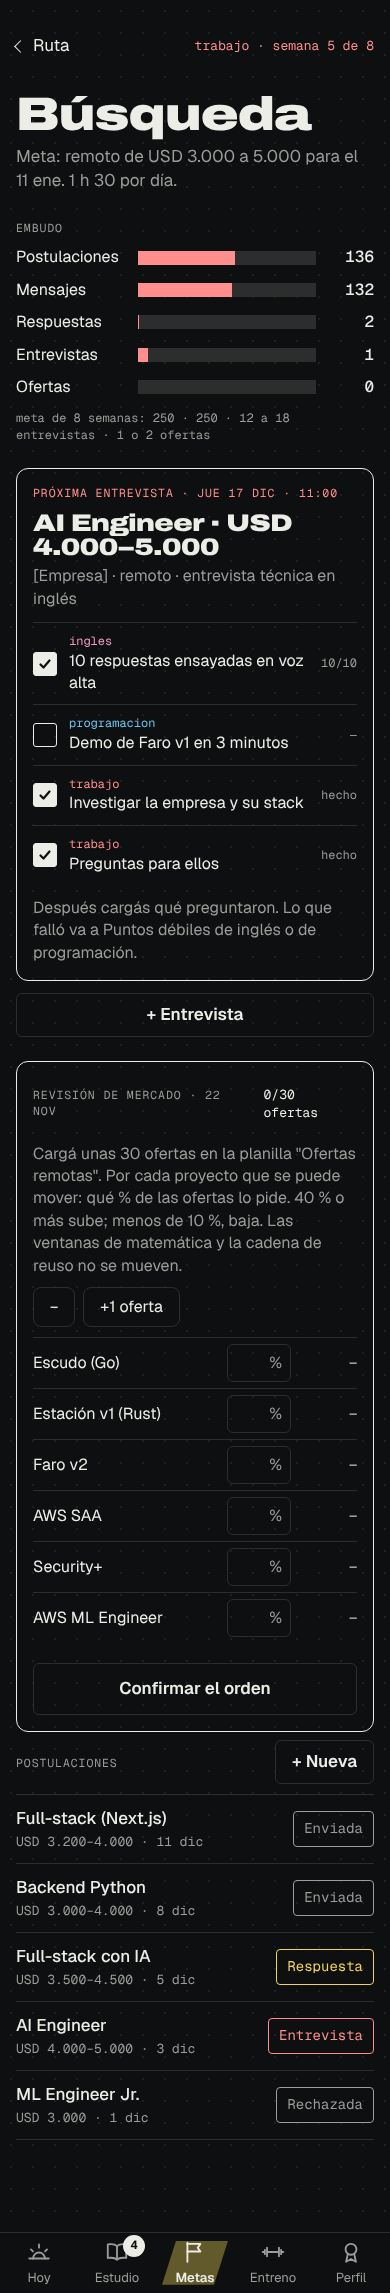 Ruta
trabajo · semana 5 de 8
Búsqueda
Meta: remoto de USD 3.000 a 5.000 para el
11 ene. 1 h 30 por día.
EMBUDO
Postulaciones 136
Mensajes 132
Respuestas 2
Entrevistas 1
Ofertas 0
meta de 8 semanas: 250 · 250 · 12 a 18
entrevistas · 1 o 2 ofertas
PRÓXIMA ENTREVISTA · JUE 17 DIC · 11:00
AI Engineer · USD
4.000–5.000
[Empresa] · remoto · entrevista técnica en
inglés
ingles
10 respuestas ensayadas en voz
alta
10/10
programacion
Demo de Faro v1 en 3 minutos
–
trabajo
Investigar la empresa y su stack
hecho
trabajo
Preguntas para ellos
hecho
Después cargás qué preguntaron. Lo que
falló va a Puntos débiles de inglés o de
programación.
+ Entrevista
REVISIÓN DE MERCADO · 22
NOV
0/30
ofertas
Cargá unas 30 ofertas en la planilla "Ofertas
remotas". Por cada proyecto que se puede
mover: qué % de las ofertas lo pide. 40 % o
más sube; menos de 10 %, baja. Las
ventanas de matemática y la cadena de
reuso no se mueven.
–
+1 oferta
Escudo (Go) % –
Estación v1 (Rust) % –
Faro v2 % –
AWS SAA % –
Security+ % –
AWS ML Engineer % –
Confirmar el orden
POSTULACIONES
+ Nueva
Full-stack (Next.js)
USD 3.200–4.000 · 11 dic
Enviada
Backend Python
USD 3.000–4.000 · 8 dic
Enviada
Full-stack con IA
USD 3.500–4.500 · 5 dic
Respuesta
AI Engineer
USD 4.000–5.000 · 3 dic
Entrevista
ML Engineer Jr.
USD 3.000 · 1 dic
Rechazada
4
Hoy
Estudio
Metas
Entreno
Perfil